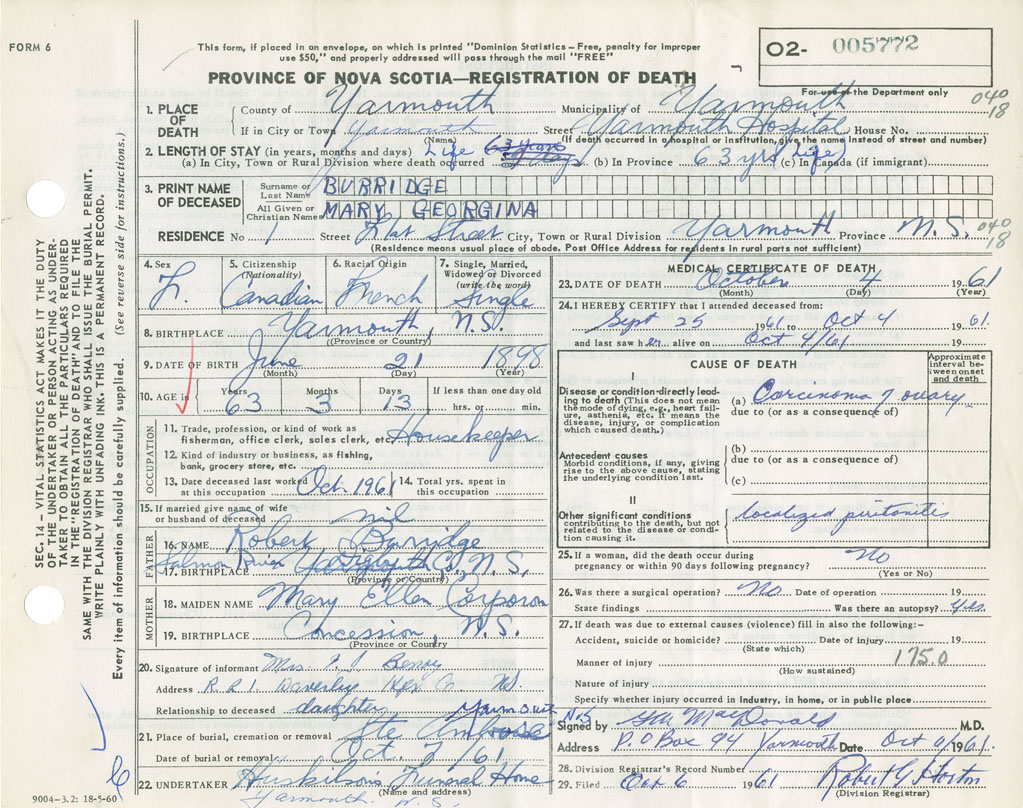 FORM 6
This form, if placed in an envelope, on which is printed "Dominion Statistics – Free, penalty for improper
use $50," and properly addressed will pass through the mail "FREE"
O2- 005772
PROVINCE OF NOVA SCOTIA—REGISTRATION OF DEATH
For use of the Department only
040
18
1. PLACE OF DEATH
County of Yarmouth Municipality of Yarmouth
If in City or Town Yarmouth Street Yarmouth Hospital House No.
(Name) (If death occurred in a hospital or institution, give the name instead of street and number)
2. LENGTH OF STAY (in years, months and days)
(a) In City, Town or Rural Division where death occurred Life (b) In Province 63 yrs (Life) (c) In Canada (if immigrant)
3. PRINT NAME OF DECEASED
Surname or Last Name BURRIDGE
All Given or Christian Names MARY GEORGINA
RESIDENCE No 1 Street Flat Street City, Town or Rural Division Yarmouth Province N.S.
040
18
(Residence means usual place of abode. Post Office Address for residents in rural parts not sufficient)
4. Sex F.
5. Citizenship (Nationality) Canadian
6. Racial Origin French
7. Single, Married, Widowed or Divorced (write the word) Single
8. BIRTHPLACE Yarmouth, N.S.
(Province or Country)
9. DATE OF BIRTH June 21 1898
(Month) (Day) (Year)
10. AGE in Years 63 Months 3 Days 13 If less than one day old hrs. or min.
OCCUPATION
11. Trade, profession, or kind of work as
fisherman, office clerk, sales clerk, etc. Housekeeper
12. Kind of industry or business, as fishing,
bank, grocery store, etc.
13. Date deceased last worked at this occupation Oct. 1961
14. Total yrs. spent in this occupation
15. If married give name of wife
or husband of deceased nil
FATHER
16. NAME Robert Burridge
17. BIRTHPLACE Salmon River N.S.
(Province or Country)
MOTHER
18. MAIDEN NAME Mary Ellen Corporon
19. BIRTHPLACE Concession, N.S.
(Province or Country
20. Signature of informant Mrs.
Address R.R.1 Waverley Hfx Co NS
Relationship to deceased daughter
Yarmouth
21. Place of burial, cremation or removal Ste Ambroise
Date of burial or removal Oct. 7/61
22. UNDERTAKER Huskilson's Funeral Home
(Name and address)
Yarmouth. N.S.
MEDICAL CERTIFICATE OF DEATH
23. DATE OF DEATH October 4 1961
(Month) (Day) (Year)
24. I HEREBY CERTIFY that I attended deceased from:
Sept 25 1961 to Oct 4 1961.
and last saw her alive on Oct 4/61 19
CAUSE OF DEATH
Approximate interval between onset and death
I
Disease or condition directly leading to death (This does not mean the mode of dying, e.g., heart failure, asthenia, etc. It means the disease, injury, or complication which caused death.)
(a) Carcinoma of ovary
due to (or as a consequence of)
Antecedent causes
Morbid conditions, if any, giving rise to the above cause, stating the underlying condition last.
(b)
due to (or as a consequence of)
(c)
II
Other significant conditions
contributing to the death, but not related to the disease or condition causing it.
localized peritonitis
25. If a woman, did the death occur during
pregnancy or within 90 days following pregnancy? No
(Yes or No)
26. Was there a surgical operation? No Date of operation 19
State findings Was there an autopsy? Yes.
27. If death was due to external causes (violence) fill in also the following:—
Accident, suicide or homicide? Date of injury 19
(State which)
Manner of injury 175.0
(How sustained)
Nature of injury
Specify whether injury occurred in industry, in home, or in public place
Signed by MacDonald M.D.
Address P.O Box 94 Yarmouth Date Oct 1961.
N.S
28. Division Registrar's Record Number
29. Filed Oct 6 1961 Robert G Horton
(Division Registrar)
SEC. 14 – VITAL STATISTICS ACT MAKES IT THE DUTY
OF THE UNDERTAKER OR PERSON ACTING AS UNDER-
TAKER TO OBTAIN ALL THE PARTICULARS REQUIRED
IN THE "REGISTRATION OF DEATH" AND TO FILE THE
SAME WITH THE DIVISION REGISTRAR WHO SHALL ISSUE THE BURIAL PERMIT.
WRITE PLAINLY WITH UNFADING INK. THIS IS A PERMANENT RECORD.
Every item of information should be carefully supplied. (See reverse side for instructions.)
9004-3.2: 18-5-60